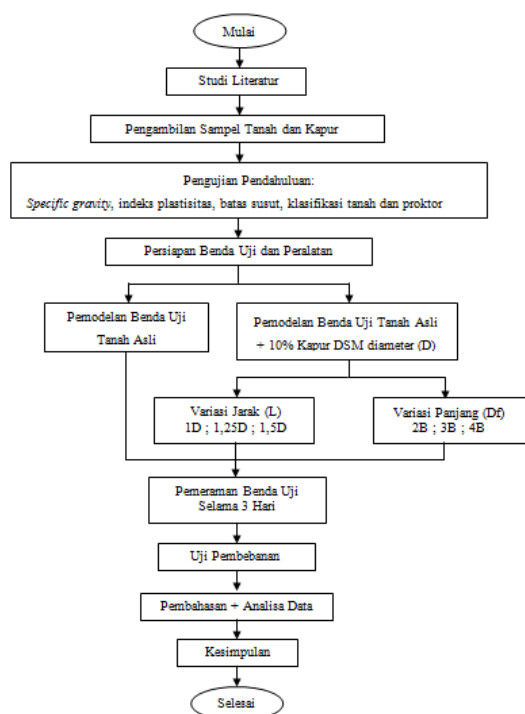 Mulai
Studi Literatur
Pengambilan Sampel Tanah dan Kapur
Pengujian Pendahuluan:
Specific gravity, indeks plastisitas, batas susut, klasifikasi tanah dan proktor
Persiapan Benda Uji dan Peralatan
Pemodelan Benda Uji
Tanah Asli
Pemodelan Benda Uji Tanah Asli
+ 10% Kapur DSM diameter (D)
Variasi Jarak (L)
1D ; 1,25D ; 1,5D
Variasi Panjang (Df)
2B ; 3B ; 4B
Pemeraman Benda Uji
Selama 3 Hari
Uji Pembebanan
Pembahasan + Analisa Data
Kesimpulan
Selesai